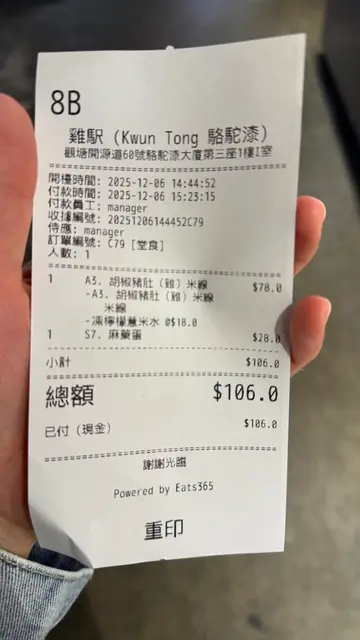 8B
雞駅 (Kwun Tong 駱駝漆)
觀塘開源道60號駱駝漆大廈第三座1樓I室
開檯時間: 2025-12-06 14:44:52
付款時間: 2025-12-06 15:23:15
付款員工: manager
收據編號: 20251206144452C79
侍應: manager
訂單編號: C79 [堂食]
人數: 1
1 A3. 胡椒豬肚 (雞) 米線 $78.0
-A3. 胡椒豬肚 (雞) 米線
米線
-凍檸檬薏米水 @$18.0
1 S7. 麻藥蛋 $28.0
小計 $106.0
總額 $106.0
已付 (現金) $106.0
謝謝光臨
Powered by Eats365
重印